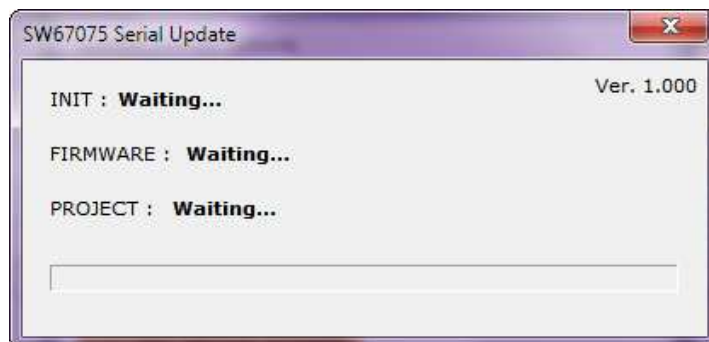 SW67075 Serial Update
Ver. 1.000
INIT : Waiting...
FIRMWARE : Waiting...
PROJECT : Waiting...